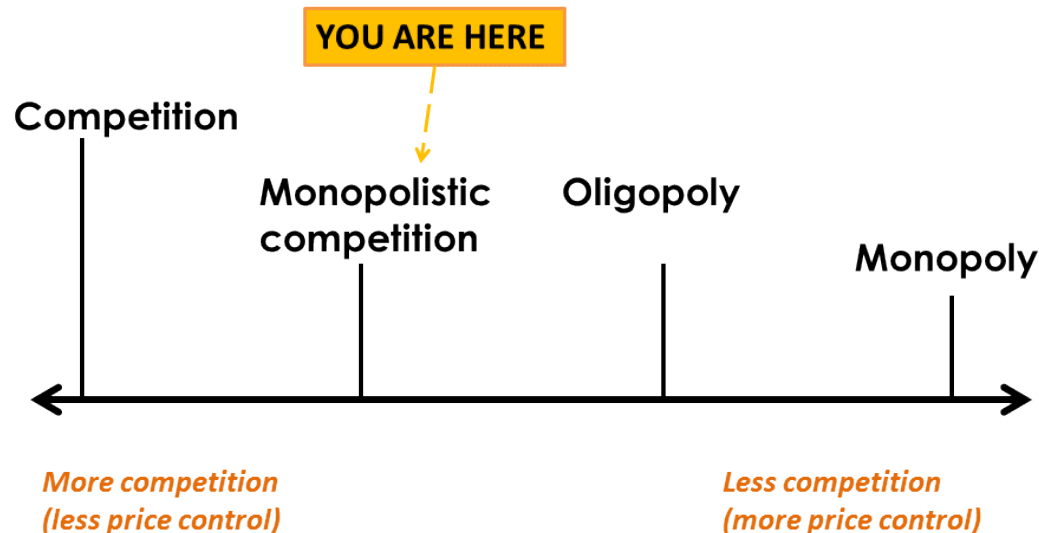 YOU ARE HERE
Competition
Monopolistic
competition
Oligopoly
Monopoly
More competition
(less price control)
Less competition
(more price control)